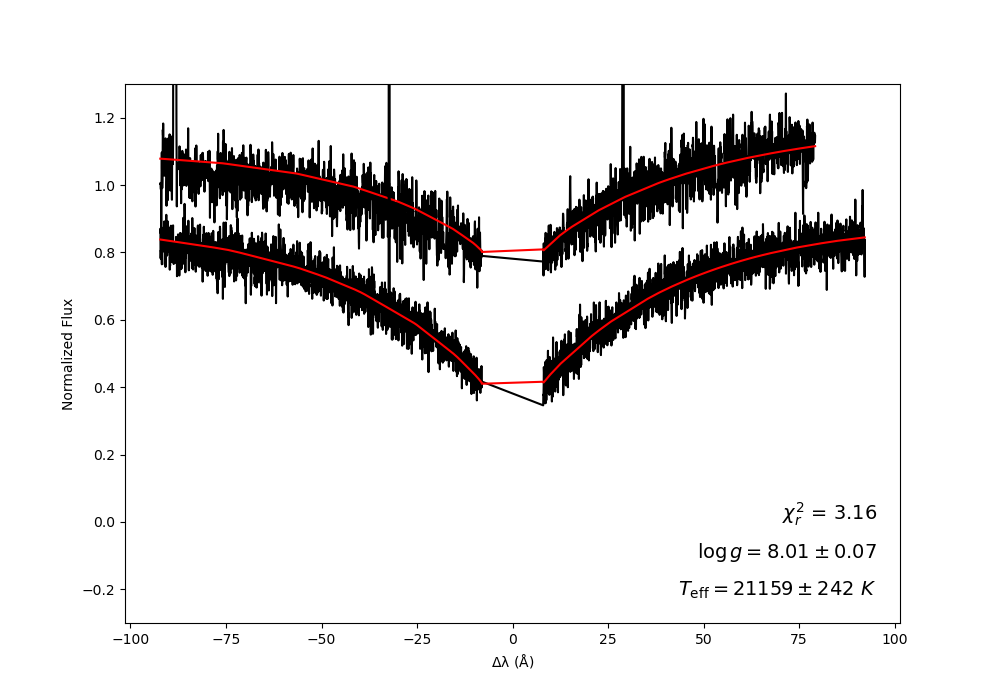 Normalized Flux
1.2
1.0
0.8
0.6
0.4
0.2
0.0
−0.2
χ²ᵣ = 3.16
log g = 8.01 ± 0.07
T_eff = 21159 ± 242 K
−100 −75 −50 −25 0 25 50 75 100
Δλ (Å)